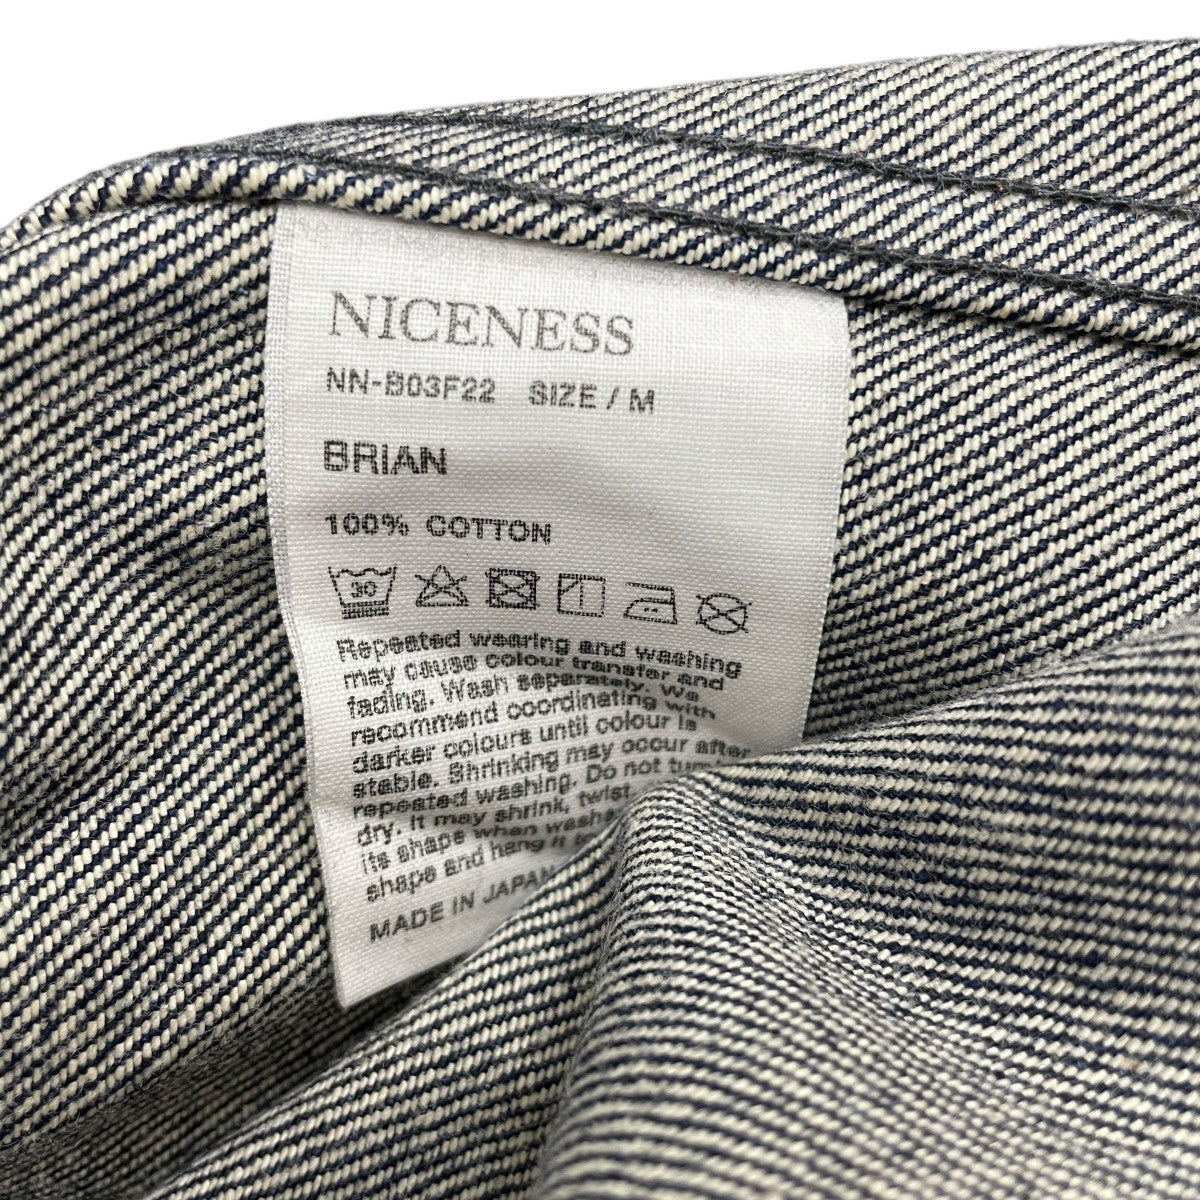 NICENESS
NN-B03F22 SIZE / M
BRIAN
100% COTTON
30
Repeated wearing and washing
may cause colour transfer and
fading. Wash separately. We
recommend coordinating with
darker colours until colour is
stable. Shrinking may occur after
repeated washing. Do not
dry. It may shrink, twist
its shape when
shape and hang it
MADE IN JAPAN